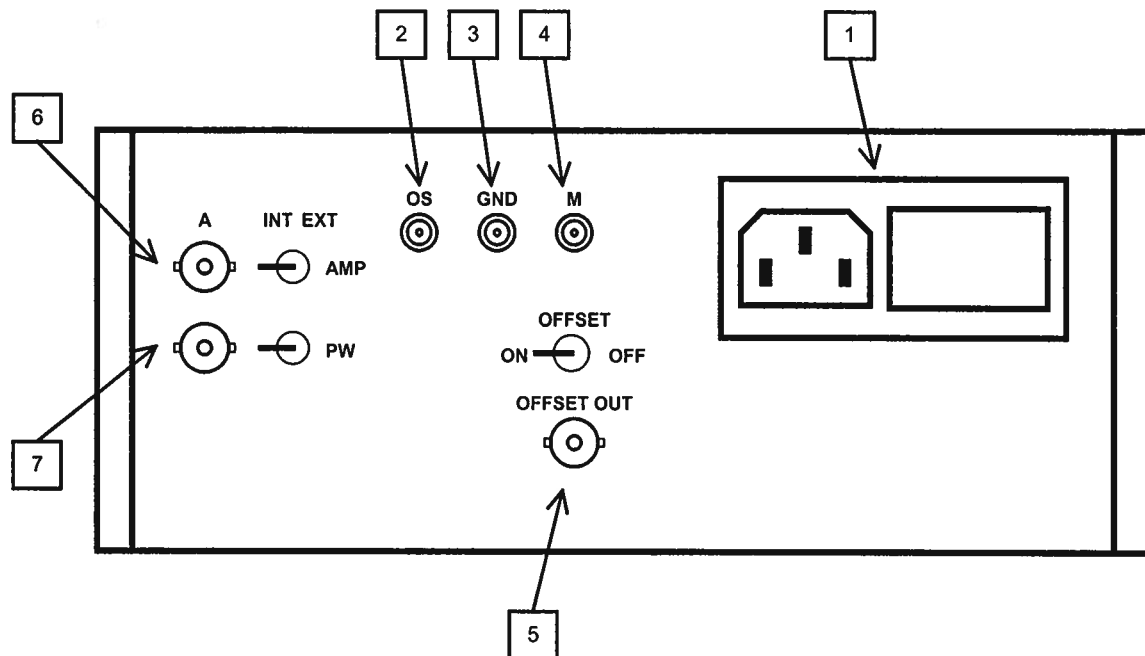 2
3
4
1
6
OS
GND
M
A
INT EXT
AMP
OFFSET
ON
OFF
PW
OFFSET OUT
7
5